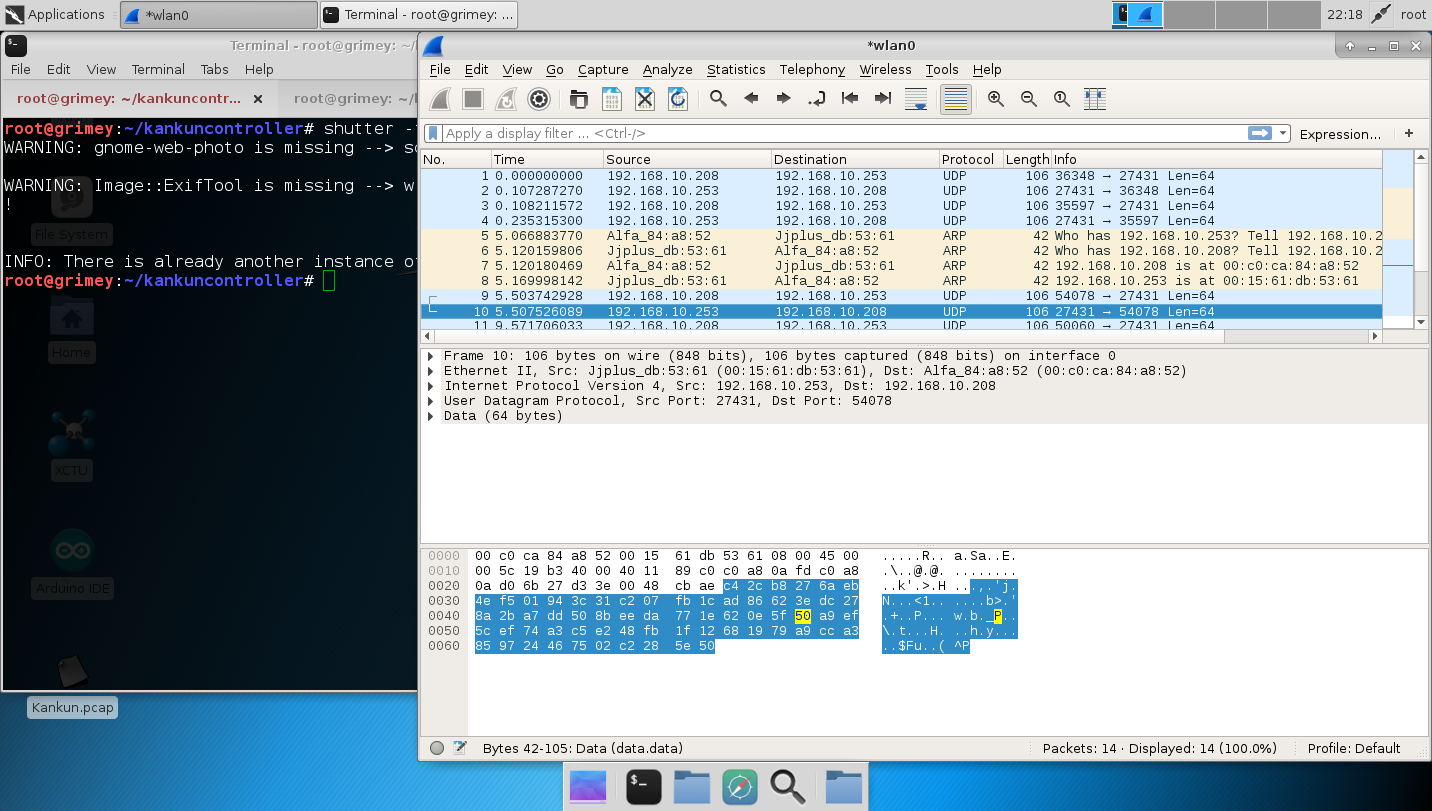 Applications
*wlan0
Terminal - root@grimey: ...
22:18
root
Terminal - root@grimey: ~/
File Edit View Terminal Tabs Help
root@grimey: ~/kankuncontr...
root@grimey: ~/
root@grimey:~/kankuncontroller# shutter -
WARNING: gnome-web-photo is missing --> so
WARNING: Image::ExifTool is missing --> w
!
INFO: There is already another instance o
root@grimey:~/kankuncontroller#
File System
Home
XCTU
Arduino IDE
Kankun.pcap
*wlan0
File Edit View Go Capture Analyze Statistics Telephony Wireless Tools Help
Apply a display filter ... <Ctrl-/>
Expression...
+
No. Time Source Destination Protocol Length Info
1 0.000000000 192.168.10.208 192.168.10.253 UDP 106 36348 → 27431 Len=64
2 0.107287270 192.168.10.253 192.168.10.208 UDP 106 27431 → 36348 Len=64
3 0.108211572 192.168.10.208 192.168.10.253 UDP 106 35597 → 27431 Len=64
4 0.235315300 192.168.10.253 192.168.10.208 UDP 106 27431 → 35597 Len=64
5 5.066883770 Alfa_84:a8:52 Jjplus_db:53:61 ARP 42 Who has 192.168.10.253? Tell 192.168.10.2
6 5.120159806 Jjplus_db:53:61 Alfa_84:a8:52 ARP 42 Who has 192.168.10.208? Tell 192.168.10.2
7 5.120180469 Alfa_84:a8:52 Jjplus_db:53:61 ARP 42 192.168.10.208 is at 00:c0:ca:84:a8:52
8 5.169998142 Jjplus_db:53:61 Alfa_84:a8:52 ARP 42 192.168.10.253 is at 00:15:61:db:53:61
9 5.503742928 192.168.10.208 192.168.10.253 UDP 106 54078 → 27431 Len=64
10 5.507526089 192.168.10.253 192.168.10.208 UDP 106 27431 → 54078 Len=64
11 9.571706033 192.168.10.208 192.168.10.253 UDP 106 50060 → 27431 Len=64
Frame 10: 106 bytes on wire (848 bits), 106 bytes captured (848 bits) on interface 0
Ethernet II, Src: Jjplus_db:53:61 (00:15:61:db:53:61), Dst: Alfa_84:a8:52 (00:c0:ca:84:a8:52)
Internet Protocol Version 4, Src: 192.168.10.253, Dst: 192.168.10.208
User Datagram Protocol, Src Port: 27431, Dst Port: 54078
Data (64 bytes)
0000 00 c0 ca 84 a8 52 00 15 61 db 53 61 08 00 45 00 .....R.. a.Sa..E.
0010 00 5c 19 b3 40 00 40 11 89 c0 c0 a8 0a fd c0 a8 .\..@.@. ........
0020 0a d0 6b 27 d3 3e 00 48 cb ae c4 2c b8 27 6a eb ..k'.>.H ...,.'j.
0030 4e f5 01 94 3c 31 c2 07 fb 1c ad 86 62 3e dc 27 N...<1.. ....b>.'
0040 8a 2b a7 dd 50 8b ee da 77 1e 62 0e 5f 50 a9 ef .+..P... w.b._P..
0050 5c ef 74 a3 c5 e2 48 fb 1f 12 68 19 79 a9 cc a3 \.t...H. ..h.y...
0060 85 97 24 46 75 02 c2 28 5e 50 ..$Fu..( ^P
Bytes 42-105: Data (data.data)
Packets: 14 · Displayed: 14 (100.0%)
Profile: Default